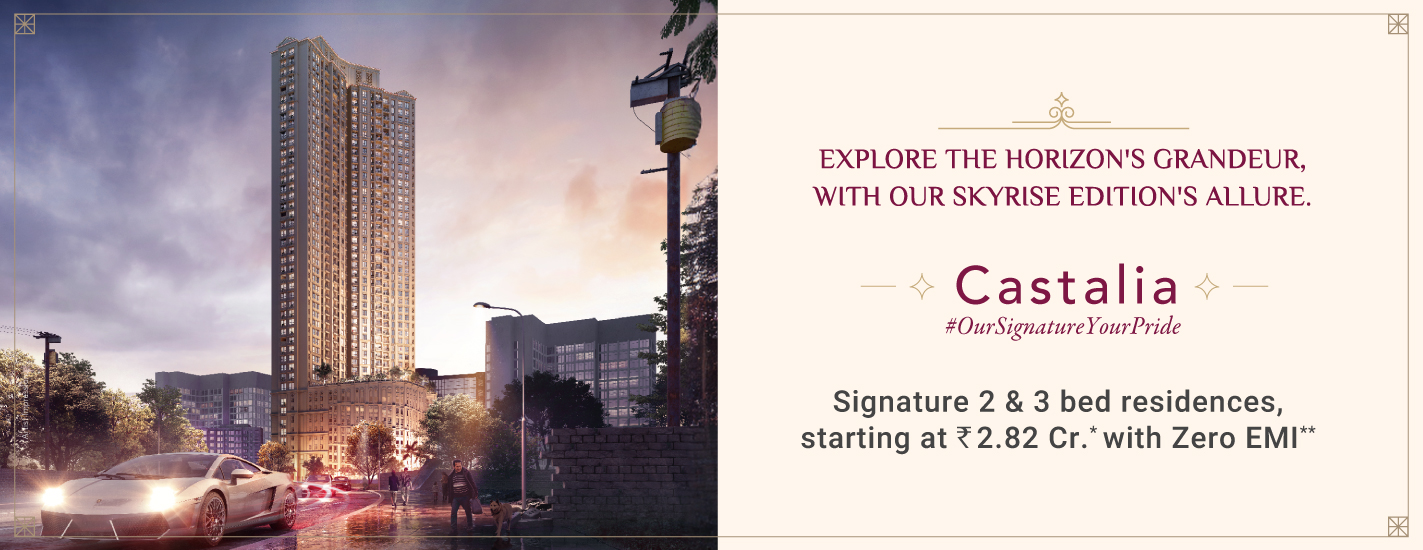 EXPLORE THE HORIZON'S GRANDEUR,
WITH OUR SKYRISE EDITION'S ALLURE.
Castalia
#OurSignatureYourPride
Signature 2 & 3 bed residences,
starting at ₹2.82 Cr.* with Zero EMI**